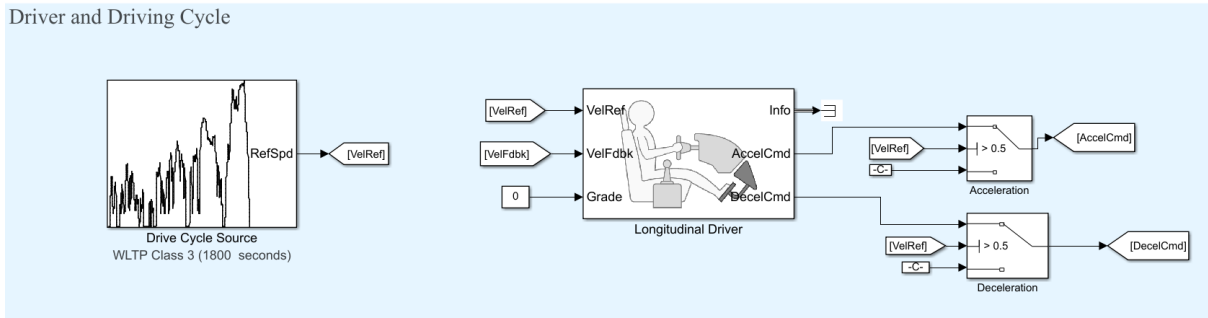 Driver and Driving Cycle
RefSpd
[VelRef]
Drive Cycle Source
WLTP Class 3 (1800 seconds)
[VelRef]
VelRef
Info
[VelFdbk]
VelFdbk
AccelCmd
0
Grade
DecelCmd
Longitudinal Driver
[VelRef]
> 0.5
-C-
Acceleration
[AccelCmd]
[VelRef]
> 0.5
-C-
Deceleration
[DecelCmd]